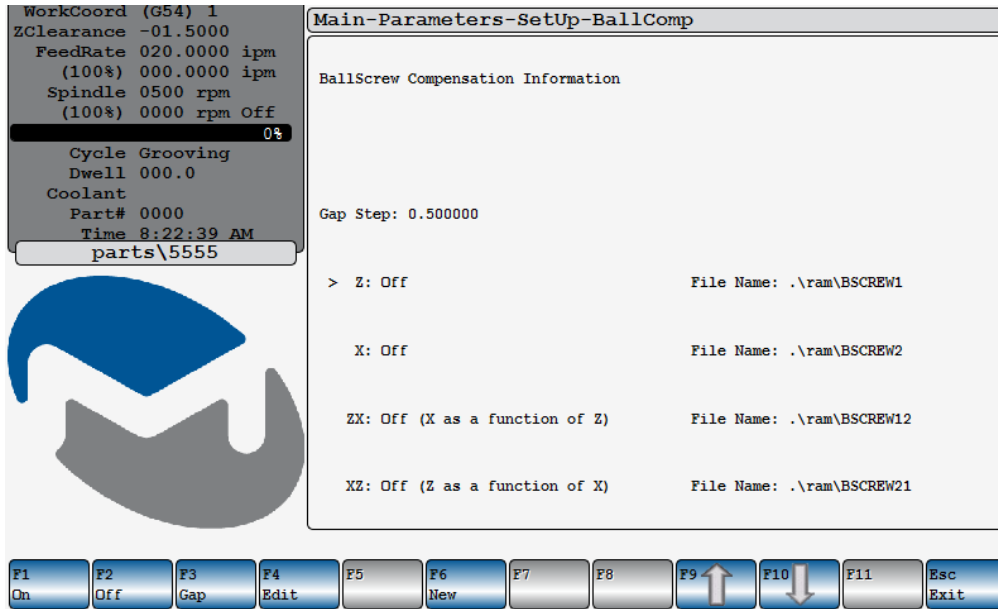 WorkCoord (G54) 1
ZClearance -01.5000
FeedRate 020.0000 ipm
(100%) 000.0000 ipm
Spindle 0500 rpm
(100%) 0000 rpm Off
0%
Cycle Grooving
Dwell 000.0
Coolant
Part# 0000
Time 8:22:39 AM
parts\5555
Main-Parameters-SetUp-BallComp
BallScrew Compensation Information
Gap Step: 0.500000
> Z: Off File Name: .\ram\BSCREW1
X: Off File Name: .\ram\BSCREW2
ZX: Off (X as a function of Z) File Name: .\ram\BSCREW12
XZ: Off (Z as a function of X) File Name: .\ram\BSCREW21
F1 F2 F3 F4 F5 F6 F7 F8 F9 F10 F11 Esc
On Off Gap Edit New Exit